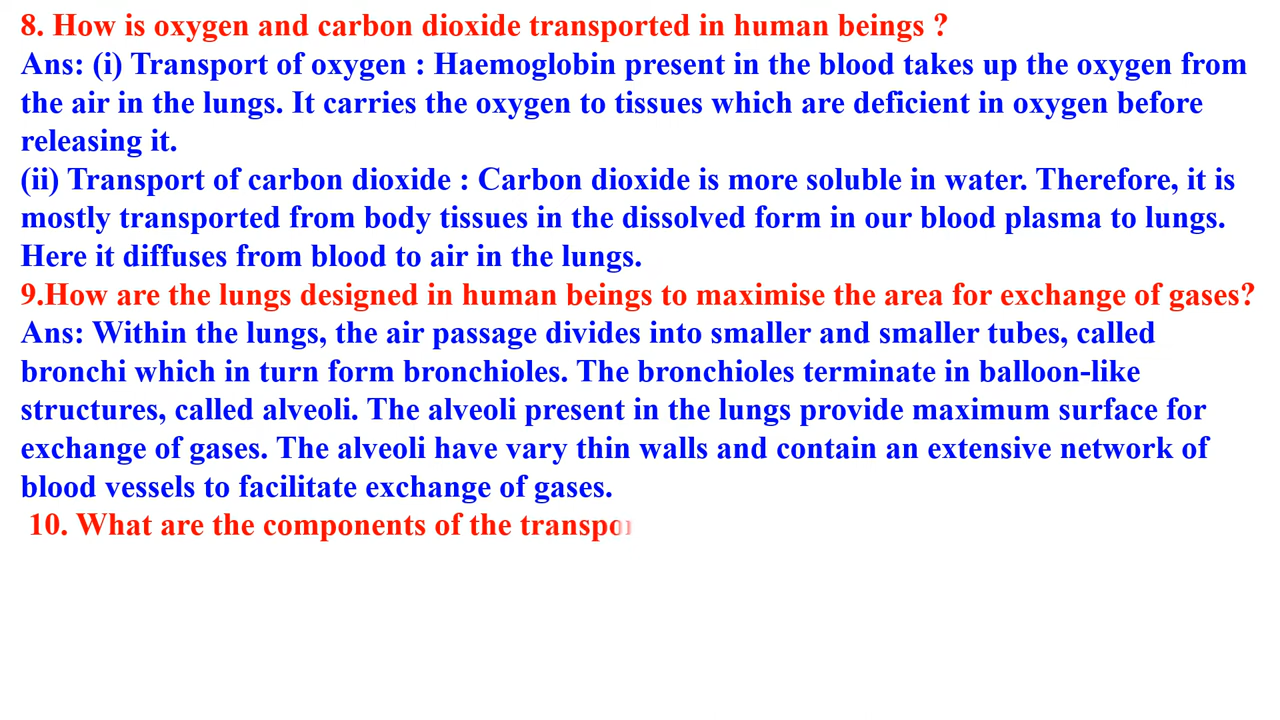 8. How is oxygen and carbon dioxide transported in human beings ?
Ans: (i) Transport of oxygen : Haemoglobin present in the blood takes up the oxygen from
the air in the lungs. It carries the oxygen to tissues which are deficient in oxygen before
releasing it.
(ii) Transport of carbon dioxide : Carbon dioxide is more soluble in water. Therefore, it is
mostly transported from body tissues in the dissolved form in our blood plasma to lungs.
Here it diffuses from blood to air in the lungs.
9.How are the lungs designed in human beings to maximise the area for exchange of gases?
Ans: Within the lungs, the air passage divides into smaller and smaller tubes, called
bronchi which in turn form bronchioles. The bronchioles terminate in balloon-like
structures, called alveoli. The alveoli present in the lungs provide maximum surface for
exchange of gases. The alveoli have vary thin walls and contain an extensive network of
blood vessels to facilitate exchange of gases.
10. What are the components of the transpor